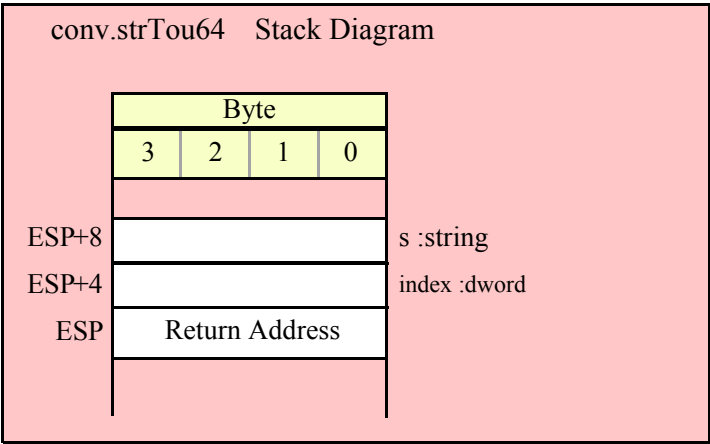 conv.strTou64 Stack Diagram
Byte
3 2 1 0
ESP+8 s :string
ESP+4 index :dword
ESP Return Address